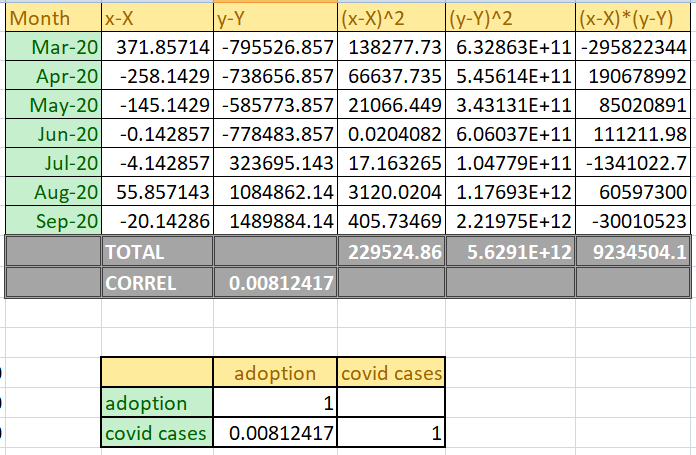 Month x-X y-Y (x-X)^2 (y-Y)^2 (x-X)*(y-Y)
Mar-20 371.85714 -795526.857 138277.73 6.32863E+11 -295822344
Apr-20 -258.1429 -738656.857 66637.735 5.45614E+11 190678992
May-20 -145.1429 -585773.857 21066.449 3.43131E+11 85020891
Jun-20 -0.142857 -778483.857 0.0204082 6.06037E+11 111211.98
Jul-20 -4.142857 323695.143 17.163265 1.04779E+11 -1341022.7
Aug-20 55.857143 1084862.14 3120.0204 1.17693E+12 60597300
Sep-20 -20.14286 1489884.14 405.73469 2.21975E+12 -30010523
TOTAL 229524.86 5.6291E+12 9234504.1
CORREL 0.00812417
adoption covid cases
adoption 1
covid cases 0.00812417 1